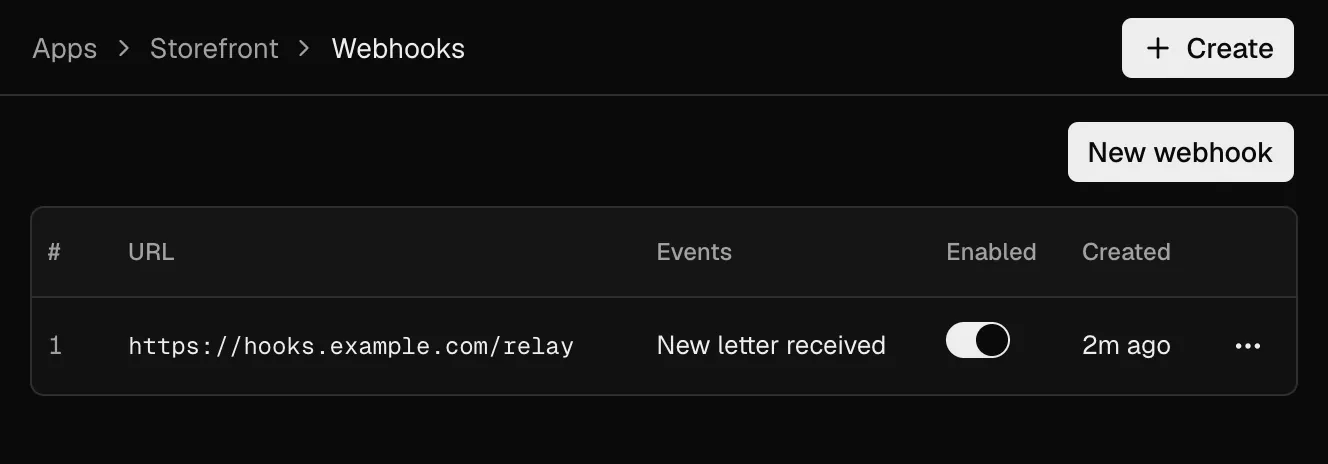 Apps > Storefront > Webhooks
+ Create
New webhook
# URL Events Enabled Created
1 https://hooks.example.com/relay New letter received 2m ago ···